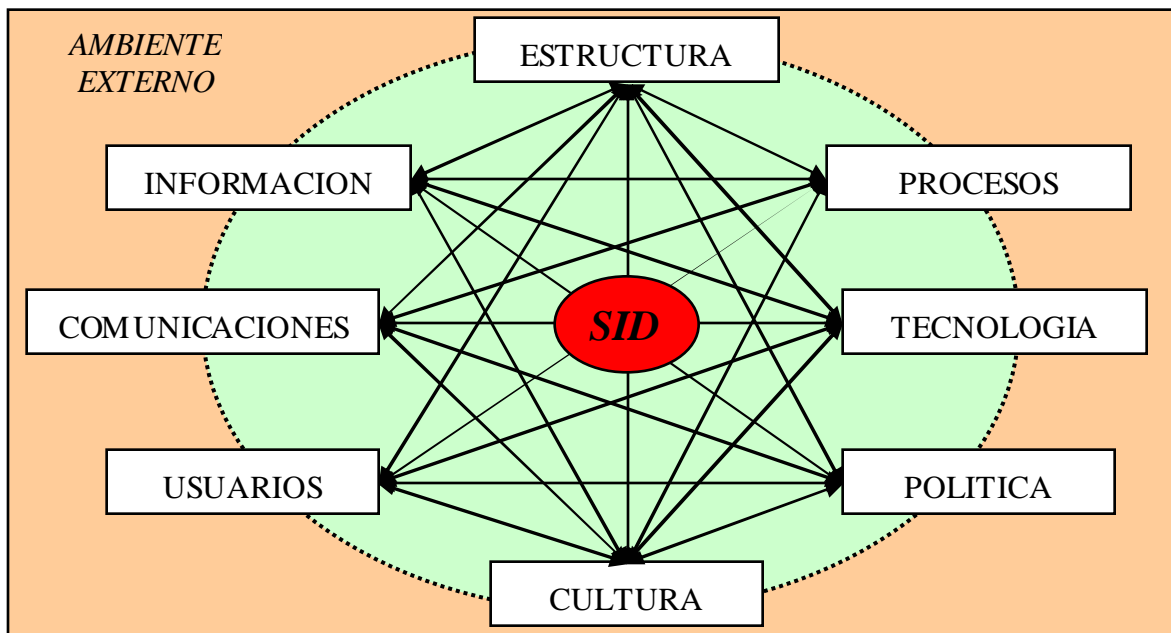 AMBIENTE
EXTERNO
ESTRUCTURA
INFORMACION
PROCESOS
COMUNICACIONES
SID
TECNOLOGIA
USUARIOS
POLITICA
CULTURA